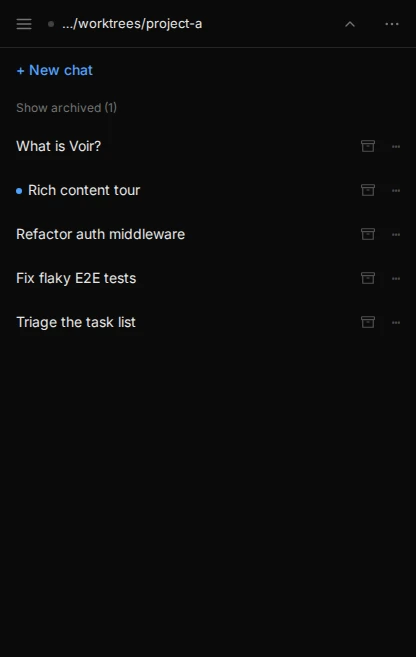 .../worktrees/project-a
+ New chat
Show archived (1)
What is Voir?
Rich content tour
Refactor auth middleware
Fix flaky E2E tests
Triage the task list